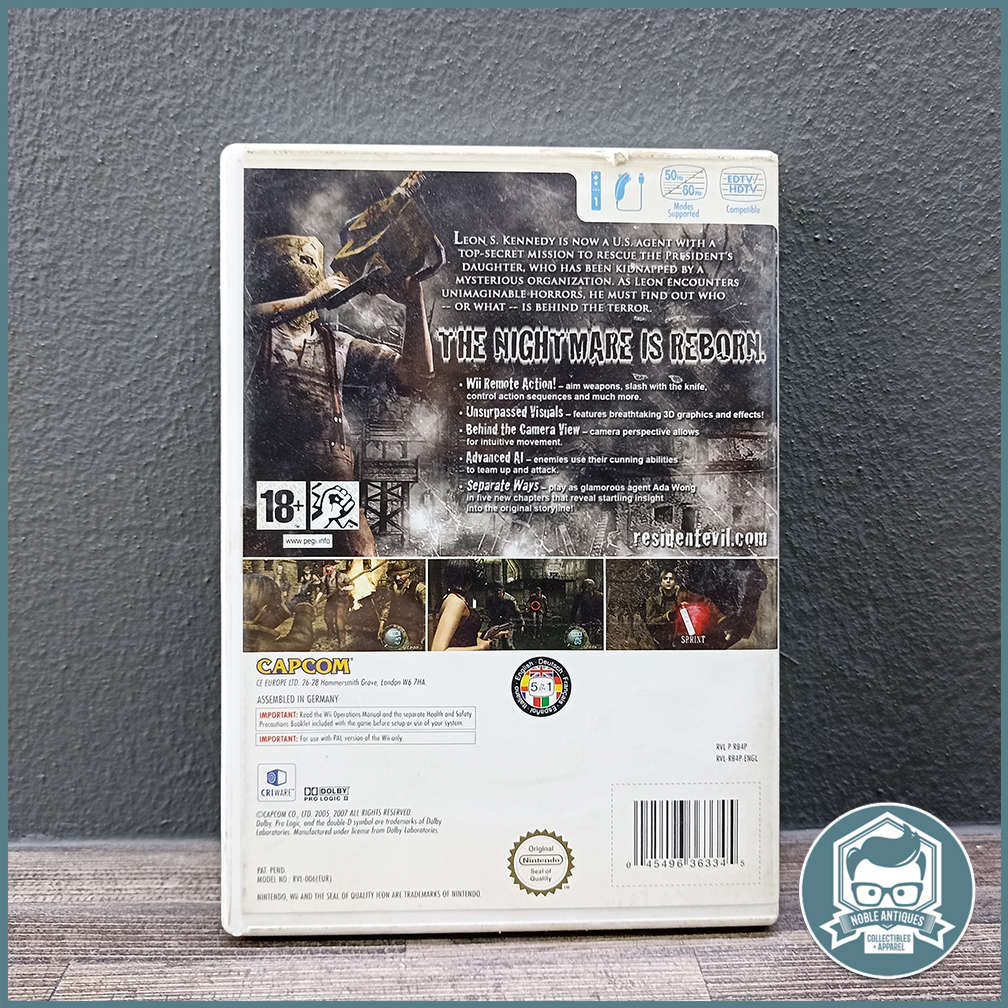 50Hz
60Hz
Modes
Supported
EDTV/
HDTV
Compatible
1
LEON S. KENNEDY IS NOW A U.S. AGENT WITH A
TOP-SECRET MISSION TO RESCUE THE PRESIDENT'S
DAUGHTER, WHO HAS BEEN KIDNAPPED BY A
MYSTERIOUS ORGANIZATION. AS LEON ENCOUNTERS
UNIMAGINABLE HORRORS, HE MUST FIND OUT WHO
-- OR WHAT -- IS BEHIND THE TERROR.
THE NIGHTMARE IS REBORN.
• Wii Remote Action! – aim weapons, slash with the knife,
control action sequences and much more.
• Unsurpassed Visuals – features breathtaking 3D graphics and effects!
• Behind the Camera View – camera perspective allows
for intuitive movement.
• Advanced AI – enemies use their cunning abilities
to team up and attack.
• Separate Ways – play as glamorous agent Ada Wong
in five new chapters that reveal startling insight
into the original storyline!
18+
www.pegi.info
residentevil.com
SPRINT
CAPCOM
CE EUROPE LTD. 26-28 Hammersmith Grove, London W6 7HA.
ASSEMBLED IN GERMANY
IMPORTANT: Read the Wii Operations Manual and the separate Health and Safety
Precautions Booklet included with the game before setup or use of your system.
IMPORTANT: For use with PAL version of the Wii only.
English · Deutsch · Français · Español · Italiano
5 in 1
RVL P RB4P
RVL-RB4P-ENGL
CRIWARE
DOLBY
PRO LOGIC II
©CAPCOM CO., LTD. 2005, 2007 ALL RIGHTS RESERVED.
Dolby, Pro Logic, and the double-D symbol are trademarks of Dolby
Laboratories. Manufactured under license from Dolby Laboratories.
PAT. PEND.
MODEL NO.: RVL-006(EUR)
NINTENDO, Wii AND THE SEAL OF QUALITY ICON ARE TRADEMARKS OF NINTENDO.
Original
Nintendo
Seal of
Quality
TM
0 45496 36334 5
NOBLE ANTIQUES
COLLECTIBLES
+ APPAREL